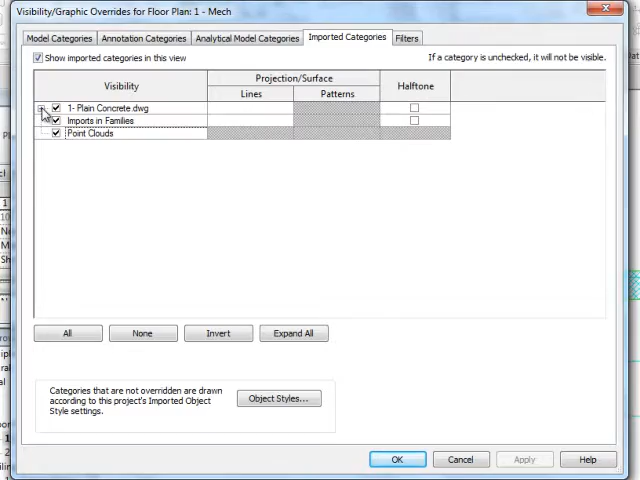 Visibility/Graphic Overrides for Floor Plan: 1 - Mech
Model Categories
Annotation Categories
Analytical Model Categories
Imported Categories
Filters
Show imported categories in this view
If a category is unchecked, it will not be visible.
Visibility
Projection/Surface
Halftone
Lines
Patterns
1- Plain Concrete.dwg
Imports in Families
Point Clouds
All
None
Invert
Expand All
Categories that are not overridden are drawn
according to this project's Imported Object
Style settings.
Object Styles...
OK
Cancel
Apply
Help